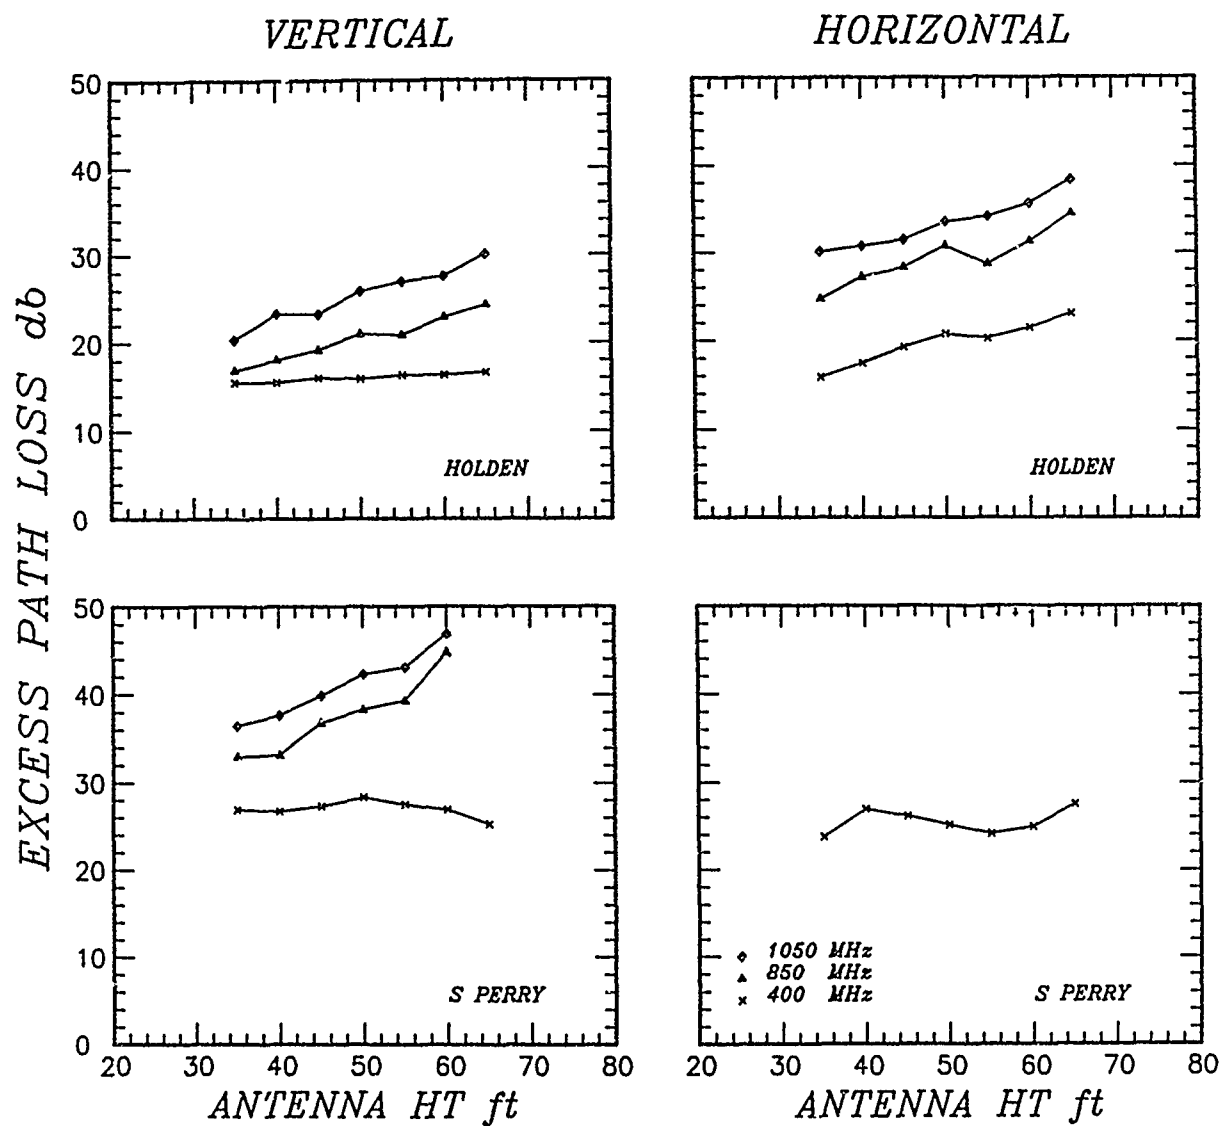 VERTICAL
HORIZONTAL
EXCESS PATH LOSS db
50
40
30
20
10
0
HOLDEN
HOLDEN
50
40
30
20
10
0
S PERRY
1050 MHz
850 MHz
400 MHz
S PERRY
20 30 40 50 60 70 80
20 30 40 50 60 70 80
ANTENNA HT ft
ANTENNA HT ft